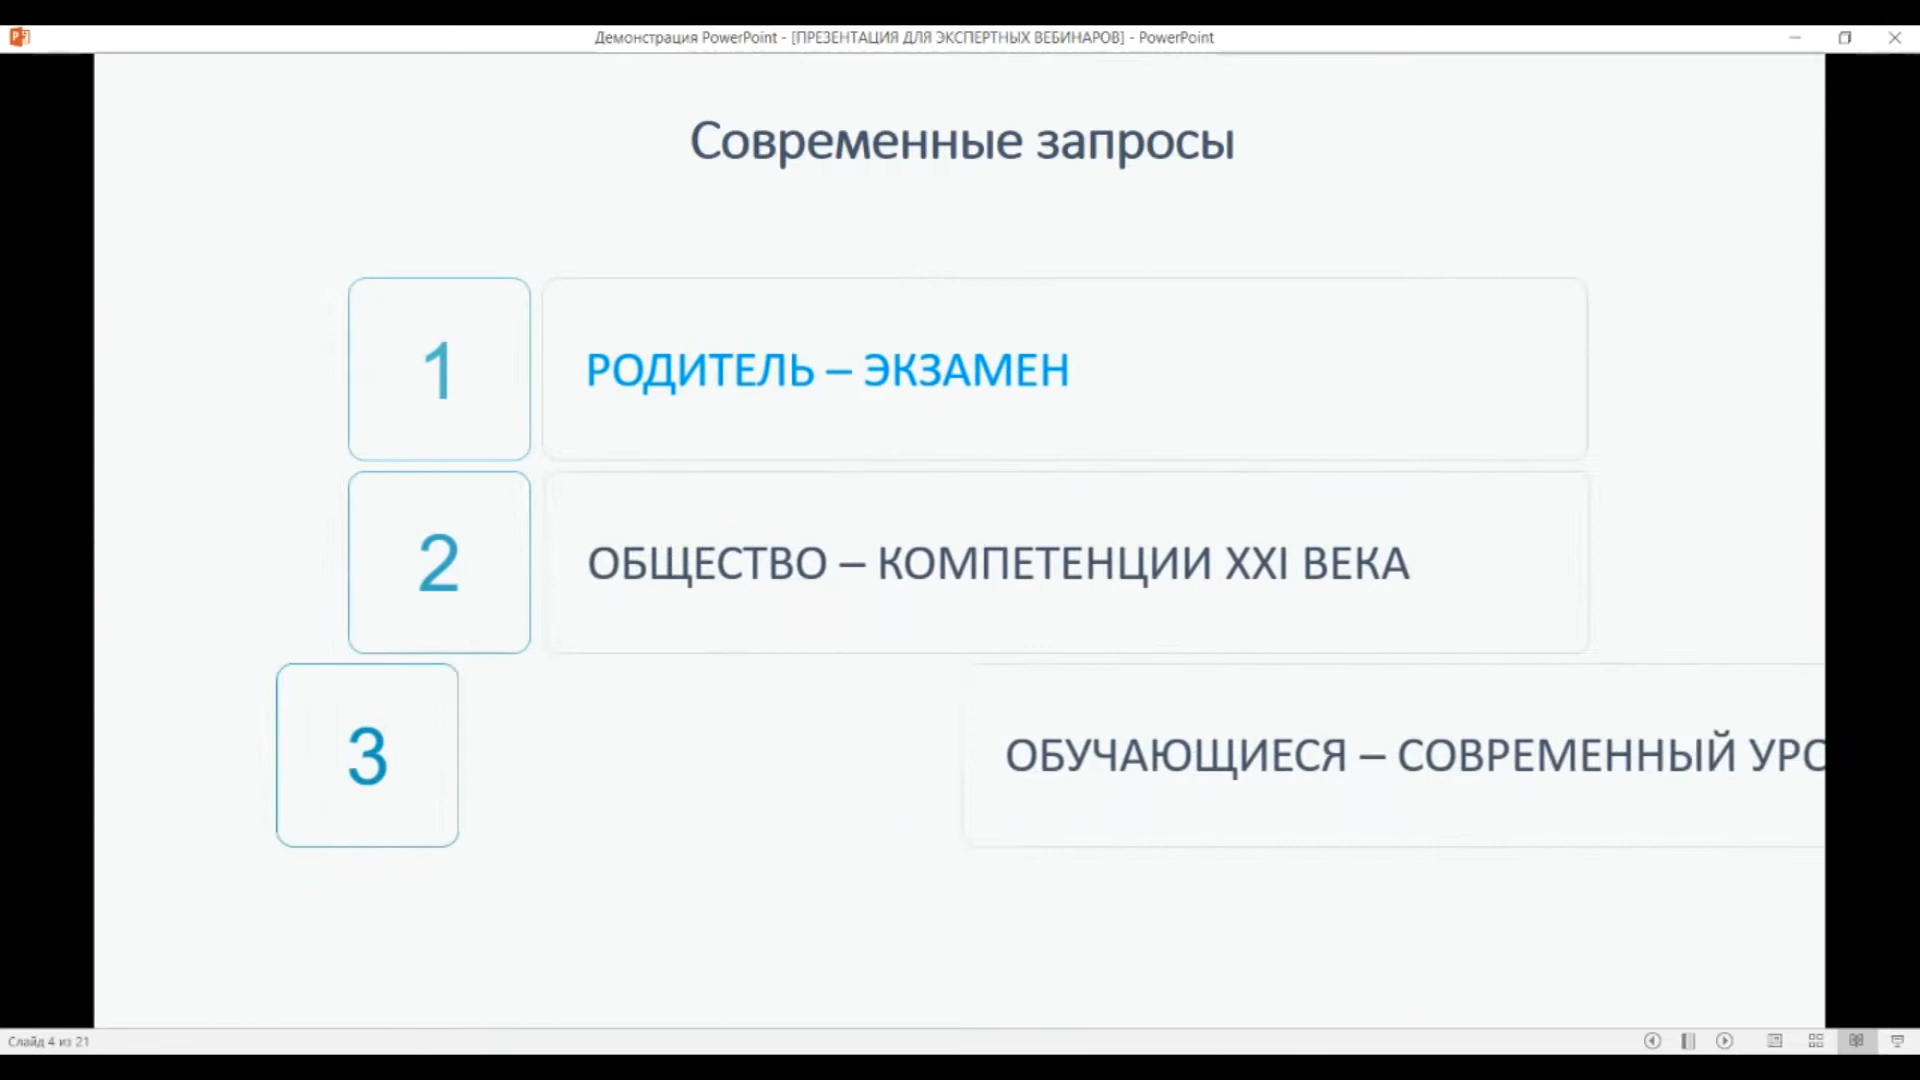 Демонстрация PowerPoint - [ПРЕЗЕНТАЦИЯ ДЛЯ ЭКСПЕРТНЫХ ВЕБИНАРОВ] - PowerPoint
Современные запросы
1
РОДИТЕЛЬ – ЭКЗАМЕН
2
ОБЩЕСТВО – КОМПЕТЕНЦИИ XXI ВЕКА
3
ОБУЧАЮЩИЕСЯ – СОВРЕМЕННЫЙ УРО
Слайд 4 из 21